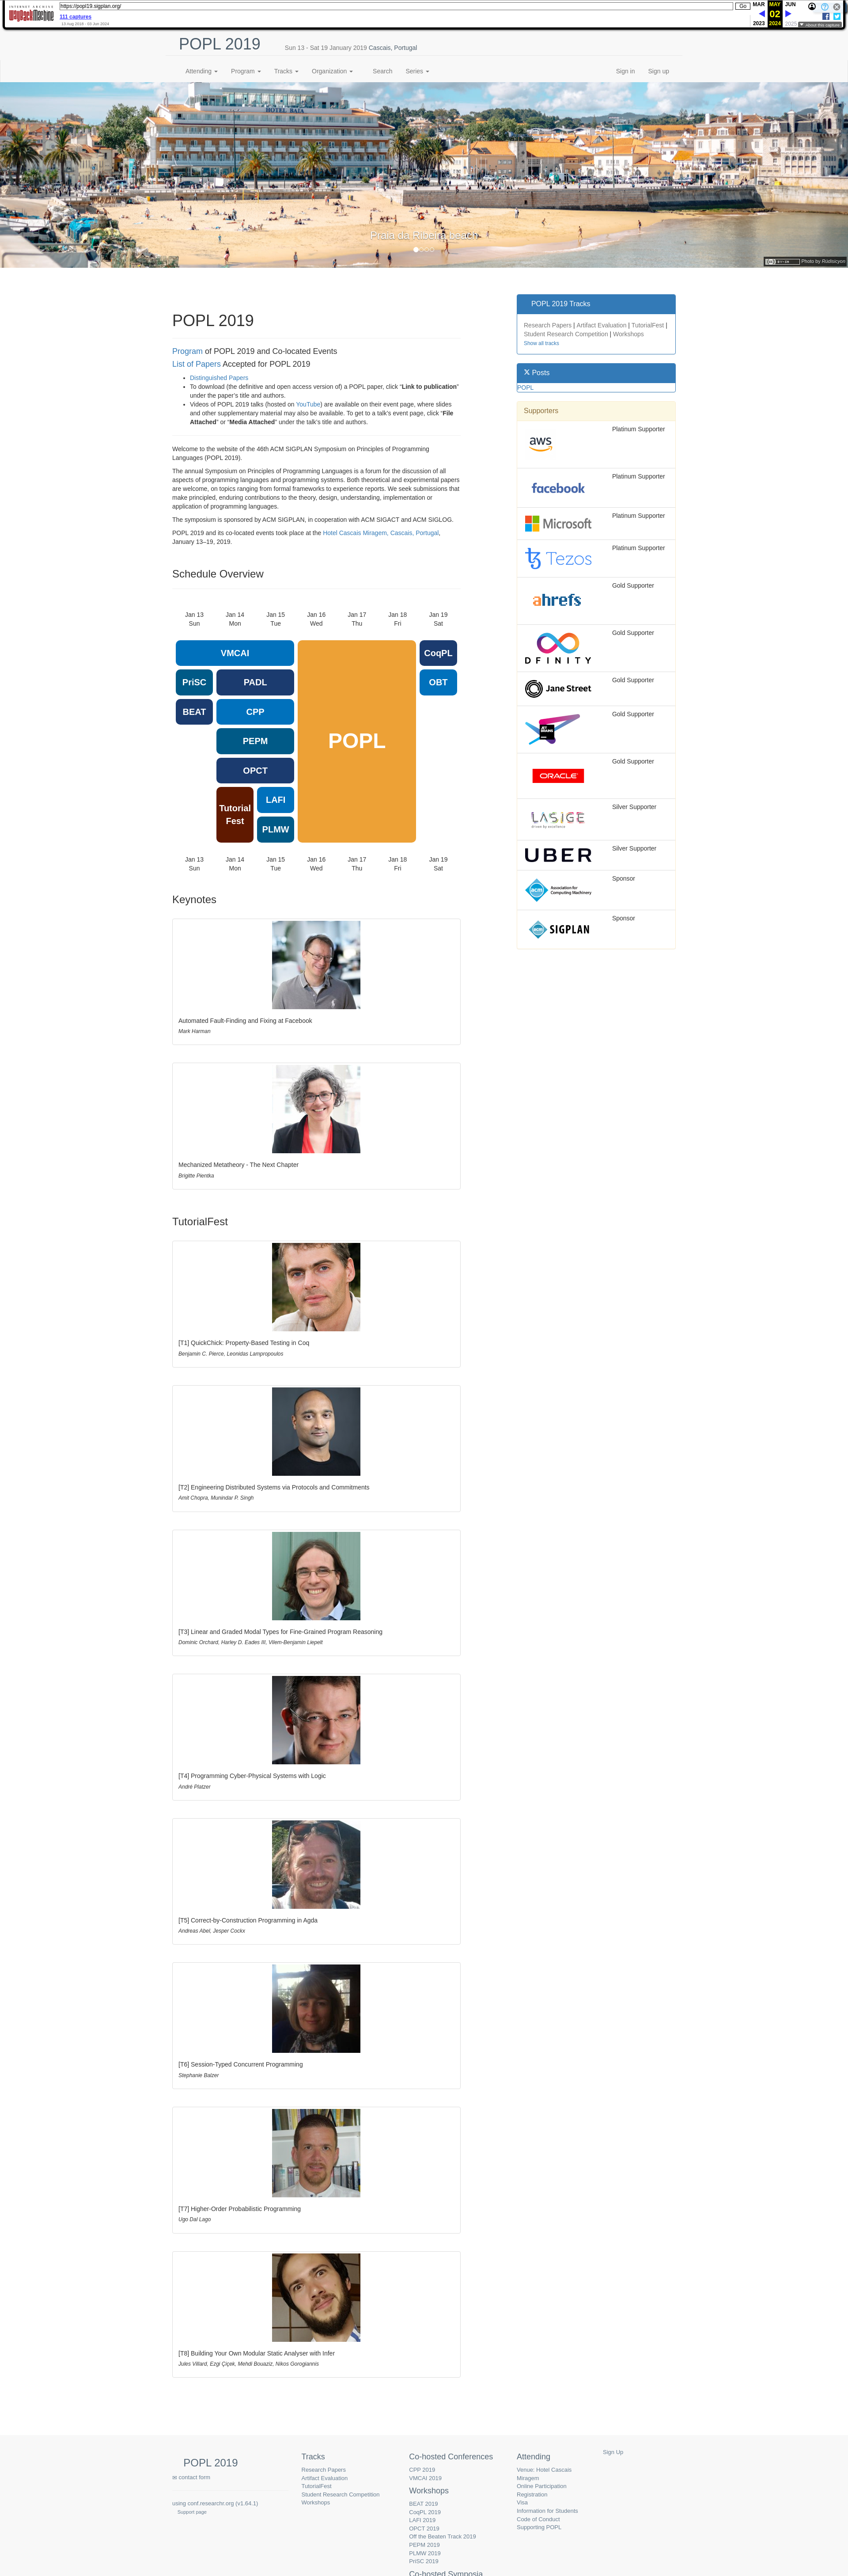 INTERNET ARCHIVE
WayBackMachine
https://popl19.sigplan.org/
Go
111 captures
13 Aug 2018 - 03 Jun 2024
MAR
MAY
JUN
02
2023
2024
2025
About this capture
POPL 2019
Sun 13 - Sat 19 January 2019 Cascais, Portugal
Attending
Program
Tracks
Organization
Search
Series
Sign in
Sign up
HOTEL BAIA
Praia da Ribeira beach
Photo by
POPL 2019
Program of POPL 2019 and Co-located Events
List of Papers Accepted for POPL 2019
Distinguished Papers
To download (the definitive and open access version of) a POPL paper, click “Link to publication”
under the paper's title and authors.
Videos of POPL 2019 talks (hosted on YouTube) are available on their event page, where slides
and other supplementary material may also be available. To get to a talk's event page, click “File
Attached” or “Media Attached” under the talk's title and authors.
Welcome to the website of the 46th ACM SIGPLAN Symposium on Principles of Programming
Languages (POPL 2019).
The annual Symposium on Principles of Programming Languages is a forum for the discussion of all
aspects of programming languages and programming systems. Both theoretical and experimental papers
are welcome, on topics ranging from formal frameworks to experience reports. We seek submissions that
make principled, enduring contributions to the theory, design, understanding, implementation or
application of programming languages.
The symposium is sponsored by ACM SIGPLAN, in cooperation with ACM SIGACT and ACM SIGLOG.
POPL 2019 and its co-located events took place at the Hotel Cascais Miragem, Cascais, Portugal,
January 13–19, 2019.
Schedule Overview
Jan 13 Jan 14 Jan 15 Jan 16 Jan 17 Jan 18 Jan 19
Sun Mon Tue Wed Thu Fri Sat
VMCAI
CoqPL
PriSC
PADL
OBT
BEAT
CPP
POPL
PEPM
OPCT
Tutorial
Fest
LAFI
PLMW
Jan 13 Jan 14 Jan 15 Jan 16 Jan 17 Jan 18 Jan 19
Sun Mon Tue Wed Thu Fri Sat
Keynotes
Automated Fault-Finding and Fixing at Facebook
Mark Harman
Mechanized Metatheory - The Next Chapter
Brigitte Pientka
TutorialFest
[T1] QuickChick: Property-Based Testing in Coq
Benjamin C. Pierce, Leonidas Lampropoulos
[T2] Engineering Distributed Systems via Protocols and Commitments
Amit Chopra, Munindar P. Singh
[T3] Linear and Graded Modal Types for Fine-Grained Program Reasoning
Dominic Orchard, Harley D. Eades III, Vilem-Benjamin Liepelt
[T4] Programming Cyber-Physical Systems with Logic
André Platzer
[T5] Correct-by-Construction Programming in Agda
Andreas Abel, Jesper Cockx
[T6] Session-Typed Concurrent Programming
Stephanie Balzer
[T7] Higher-Order Probabilistic Programming
Ugo Dal Lago
[T8] Building Your Own Modular Static Analyser with Infer
Jules Villard, Ezgi Çiçek, Mehdi Bouaziz, Nikos Gorogiannis
POPL 2019 Tracks
Research Papers | Artifact Evaluation | TutorialFest |
Student Research Competition | Workshops
Show all tracks
X Posts
POPL
Supporters
aws
Platinum Supporter
facebook
Platinum Supporter
Microsoft
Platinum Supporter
Tezos
Platinum Supporter
ahrefs
Gold Supporter
DFINITY
Gold Supporter
Jane Street
Gold Supporter
Gold Supporter
ORACLE
Gold Supporter
LASIGE
driven by excellence
Silver Supporter
UBER
Silver Supporter
acm
Association for
Computing Machinery
Sponsor
acm SIGPLAN
Sponsor
POPL 2019
contact form
using conf.researchr.org (v1.64.1)
Support page
Tracks
Research Papers
Artifact Evaluation
TutorialFest
Student Research Competition
Workshops
Co-hosted Conferences
CPP 2019
VMCAI 2019
Workshops
BEAT 2019
CoqPL 2019
LAFI 2019
OPCT 2019
Off the Beaten Track 2019
PEPM 2019
PLMW 2019
PriSC 2019
Co-hosted Symposia
Attending
Venue: Hotel Cascais
Miragem
Online Participation
Registration
Visa
Information for Students
Code of Conduct
Supporting POPL
Sign Up